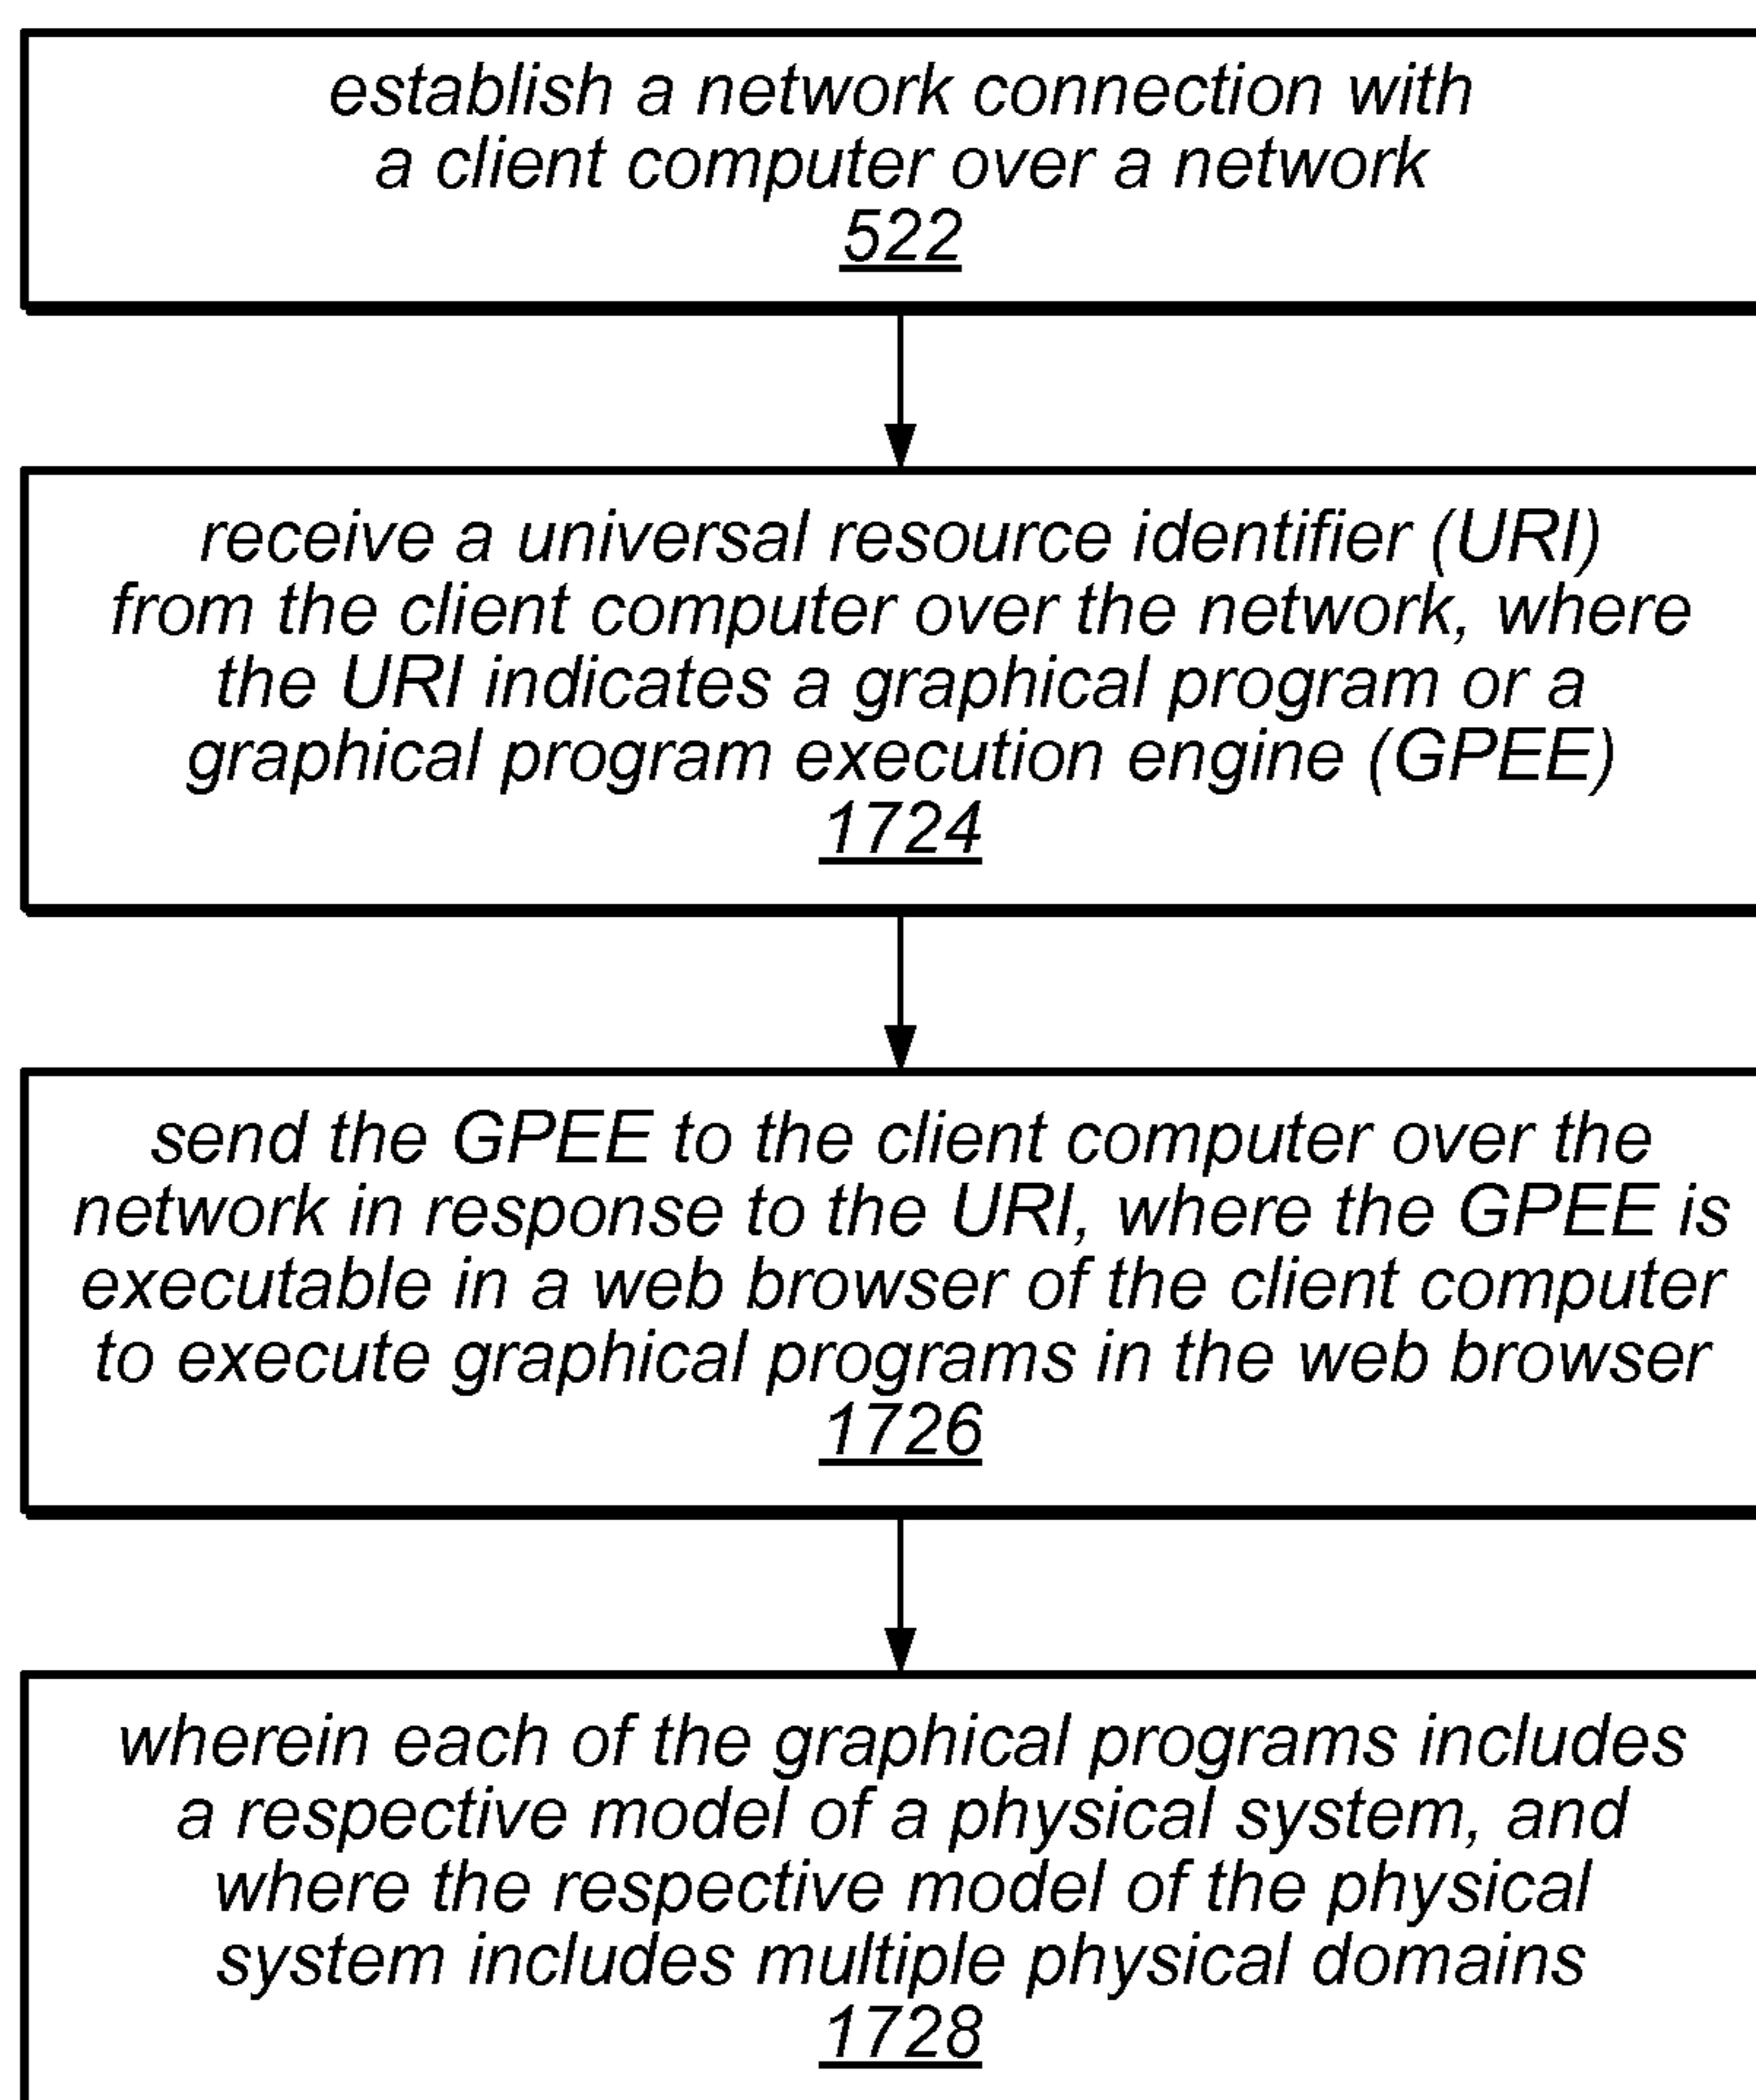 establish a network connection with
a client computer over a network
522
receive a universal resource identifier (URI)
from the client computer over the network, where
the URI indicates a graphical program or a
graphical program execution engine (GPEE)
1724
send the GPEE to the client computer over the
network in response to the URI, where the GPEE is
executable in a web browser of the client computer
to execute graphical programs in the web browser
1726
wherein each of the graphical programs includes
a respective model of a physical system, and
where the respective model of the physical
system includes multiple physical domains
1728